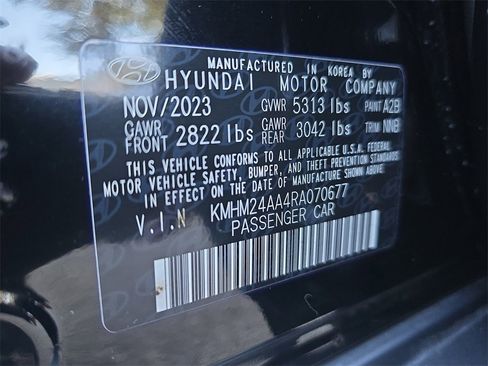 MANUFACTURED IN KOREA BY
HYUNDAI MOTOR COMPANY
NOV/2023 GVWR 5313 lbs PAINT A2B
GAWR FRONT 2822 lbs GAWR REAR 3042 lbs TRIM NNB
THIS VEHICLE CONFORMS TO ALL APPLICABLE U.S.A. FEDERAL
MOTOR VEHICLE SAFETY, BUMPER, AND THEFT PREVENTION STANDARDS
IN EFFECT ON THE DATE OF MANUFACTURE SHOWN ABOVE
V.I.N KMHM24AA4RA070677
PASSENGER CAR